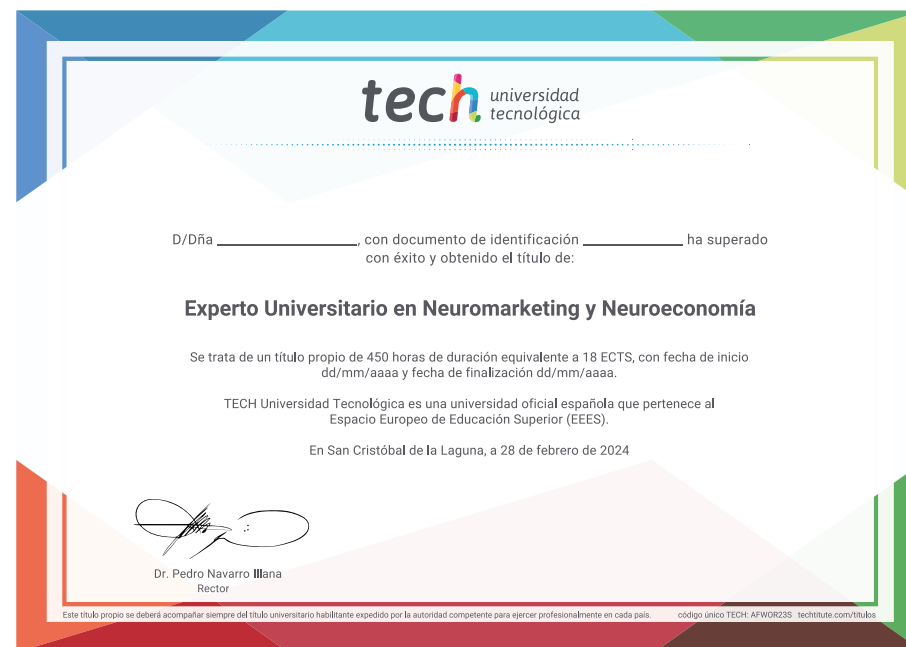 tech universidad
tecnológica
D/Dña ______________, con documento de identificación ____________ ha superado
con éxito y obtenido el título de:
Experto Universitario en Neuromarketing y Neuroeconomía
Se trata de un título propio de 450 horas de duración equivalente a 18 ECTS, con fecha de inicio
dd/mm/aaaa y fecha de finalización dd/mm/aaaa.
TECH Universidad Tecnológica es una universidad oficial española que pertenece al
Espacio Europeo de Educación Superior (EEES).
En San Cristóbal de la Laguna, a 28 de febrero de 2024
Dr. Pedro Navarro Illana
Rector
Este título propio se deberá acompañar siempre del título universitario habilitante expedido por la autoridad competente para ejercer profesionalmente en cada país. código único TECH: AFWOR23S techtitute.com/titulos